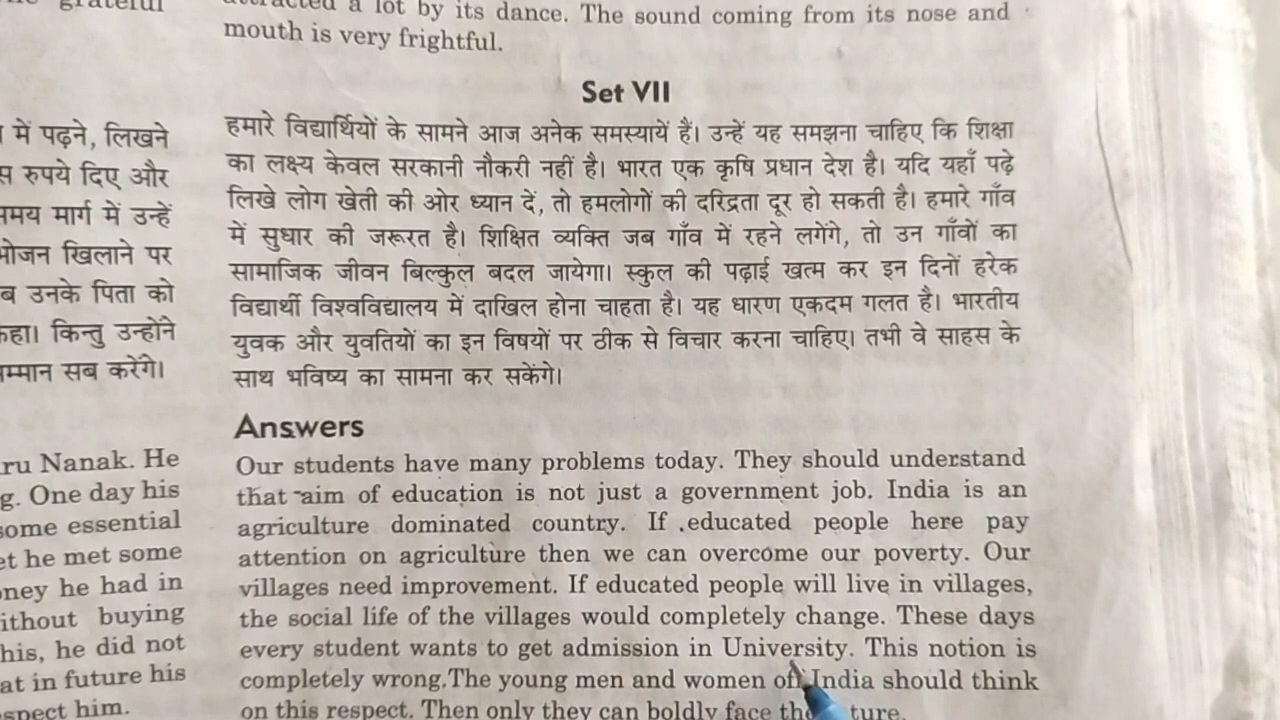 attracted a lot by its dance. The sound coming from its nose and
mouth is very frightful.
में पढ़ने, लिखने
रुपये दिए और
मार्ग में उन्हें
खिलाने पर
उनके पिता को
किन्तु उन्होंने
सब करेंगे।
ru Nanak. He
g. One day his
some essential
he met some
he had in
buying
his, he did not
at in future his
him.
Set VII
हमारे विद्यार्थियों के सामने आज अनेक समस्यायें हैं। उन्हें यह समझना चाहिए कि शिक्षा
का लक्ष्य केवल सरकानी नौकरी नहीं है। भारत एक कृषि प्रधान देश है। यदि यहाँ पढ़े
लिखे लोग खेती की ओर ध्यान दें, तो हमलोगों की दरिद्रता दूर हो सकती है। हमारे गाँव
में सुधार की जरूरत है। शिक्षित व्यक्ति जब गाँव में रहने लगेंगे, तो उन गाँवों का
सामाजिक जीवन बिल्कुल बदल जायेगा। स्कुल की पढ़ाई खत्म कर इन दिनों हरेक
विद्यार्थी विश्वविद्यालय में दाखिल होना चाहता है। यह धारण एकदम गलत है। भारतीय
युवक और युवतियों का इन विषयों पर ठीक से विचार करना चाहिए। तभी वे साहस के
साथ भविष्य का सामना कर सकेंगे।
Answers
Our students have many problems today. They should understand
that aim of education is not just a government job. India is an
agriculture dominated country. If educated people here pay
attention on agriculture then we can overcome our poverty. Our
villages need improvement. If educated people will live in villages,
the social life of the villages would completely change. These days
every student wants to get admission in University. This notion is
completely wrong.The young men and women of India should think
on this respect. Then only they can boldly face